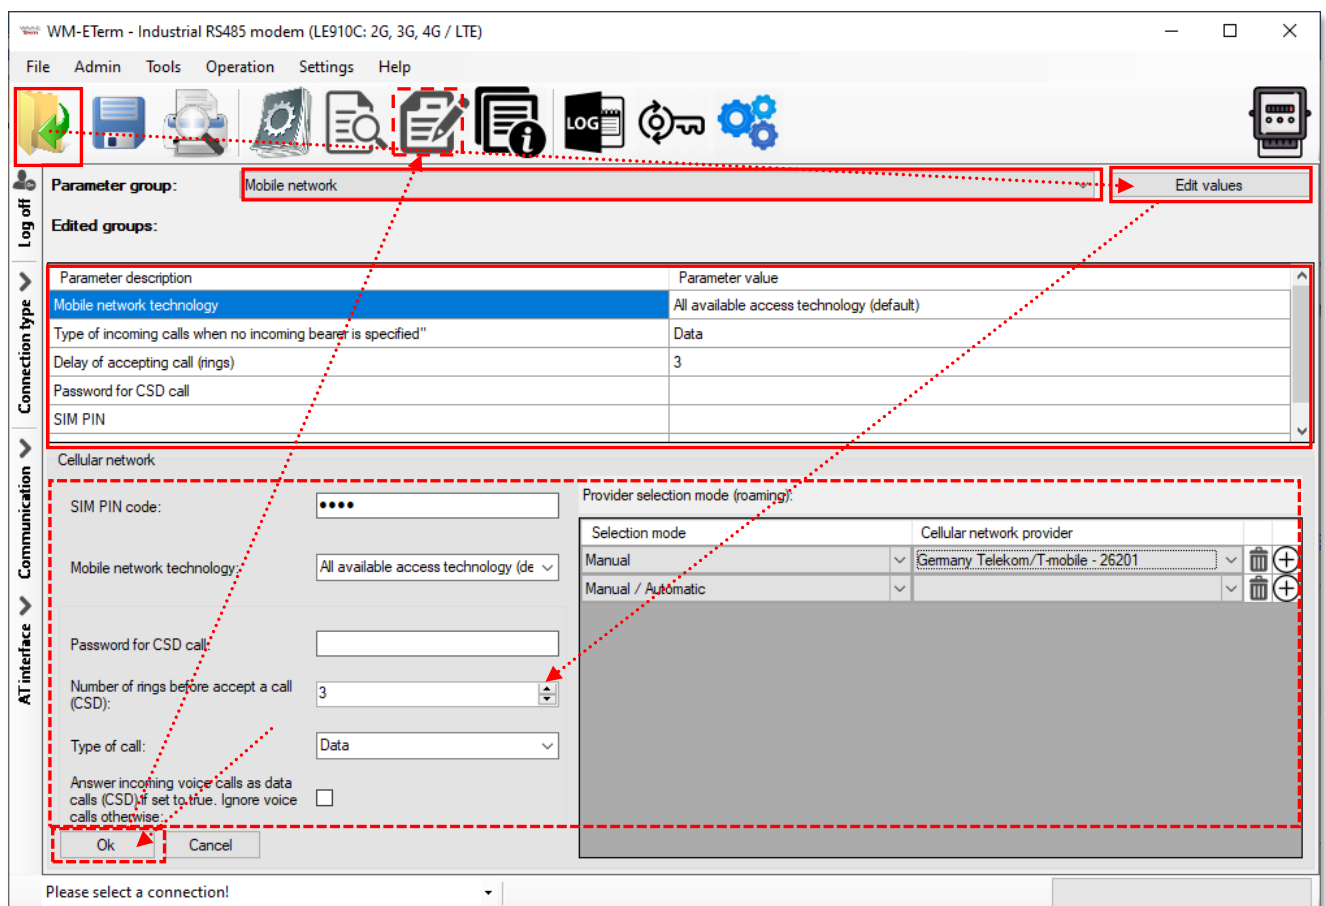 WM-ETerm - Industrial RS485 modem (LE910C: 2G, 3G, 4G / LTE)
File Admin Tools Operation Settings Help
LOG
Log off
Connection type
Communication
AT interface
Parameter group: Mobile network Edit values
Edited groups:
Parameter description Parameter value
Mobile network technology All available access technology (default)
Type of incoming calls when no incoming bearer is specified" Data
Delay of accepting call (rings) 3
Password for CSD call
SIM PIN
Cellular network
SIM PIN code: ●●●●
Mobile network technology: All available access technology (de
Password for CSD call:
Number of rings before accept a call
(CSD): 3
Type of call: Data
Answer incoming voice calls as data
calls (CSD) if set to true. Ignore voice
calls otherwise:
Ok Cancel
Provider selection mode (roaming):
Selection mode Cellular network provider
Manual Germany Telekom/T-mobile - 26201
Manual / Automatic
Please select a connection!